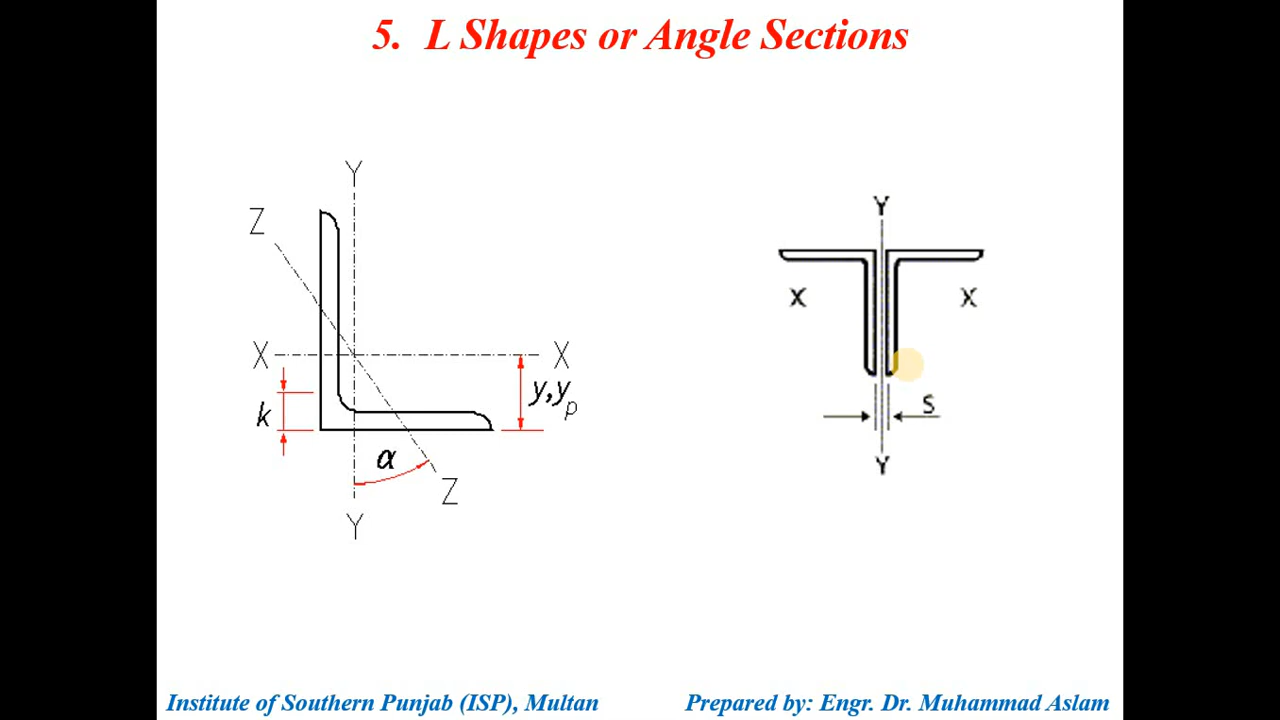 5. L Shapes or Angle Sections
Y
Z
X
X
k
y,yp
α
Z
Y
Y
X
X
S
Y
Institute of Southern Punjab (ISP), Multan
Prepared by: Engr. Dr. Muhammad Aslam